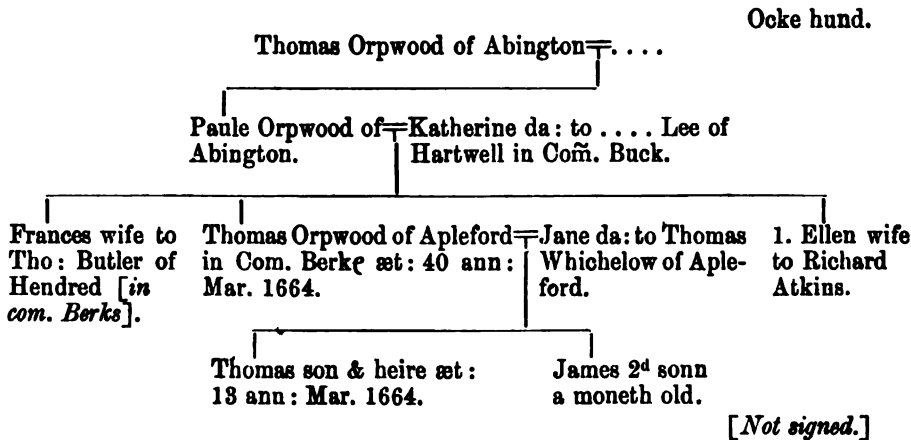 Ocke hund.
Thomas Orpwood of Abington=....
Paule Orpwood of=Katherine da: to .... Lee of
Abington.
Hartwell in Com̃. Buck.
Frances wife to
Tho: Butler of
Hendred [in
com. Berks].
Thomas Orpwood of Apleford=Jane da: to Thomas
in Com. Berkꝭ æt: 40 ann:
Mar. 1664.
Whichelow of Aple-
ford.
1. Ellen wife
to Richard
Atkins.
Thomas son & heire æt:
13 ann: Mar. 1664.
James 2ᵈ sonn
a moneth old.
[Not signed.]